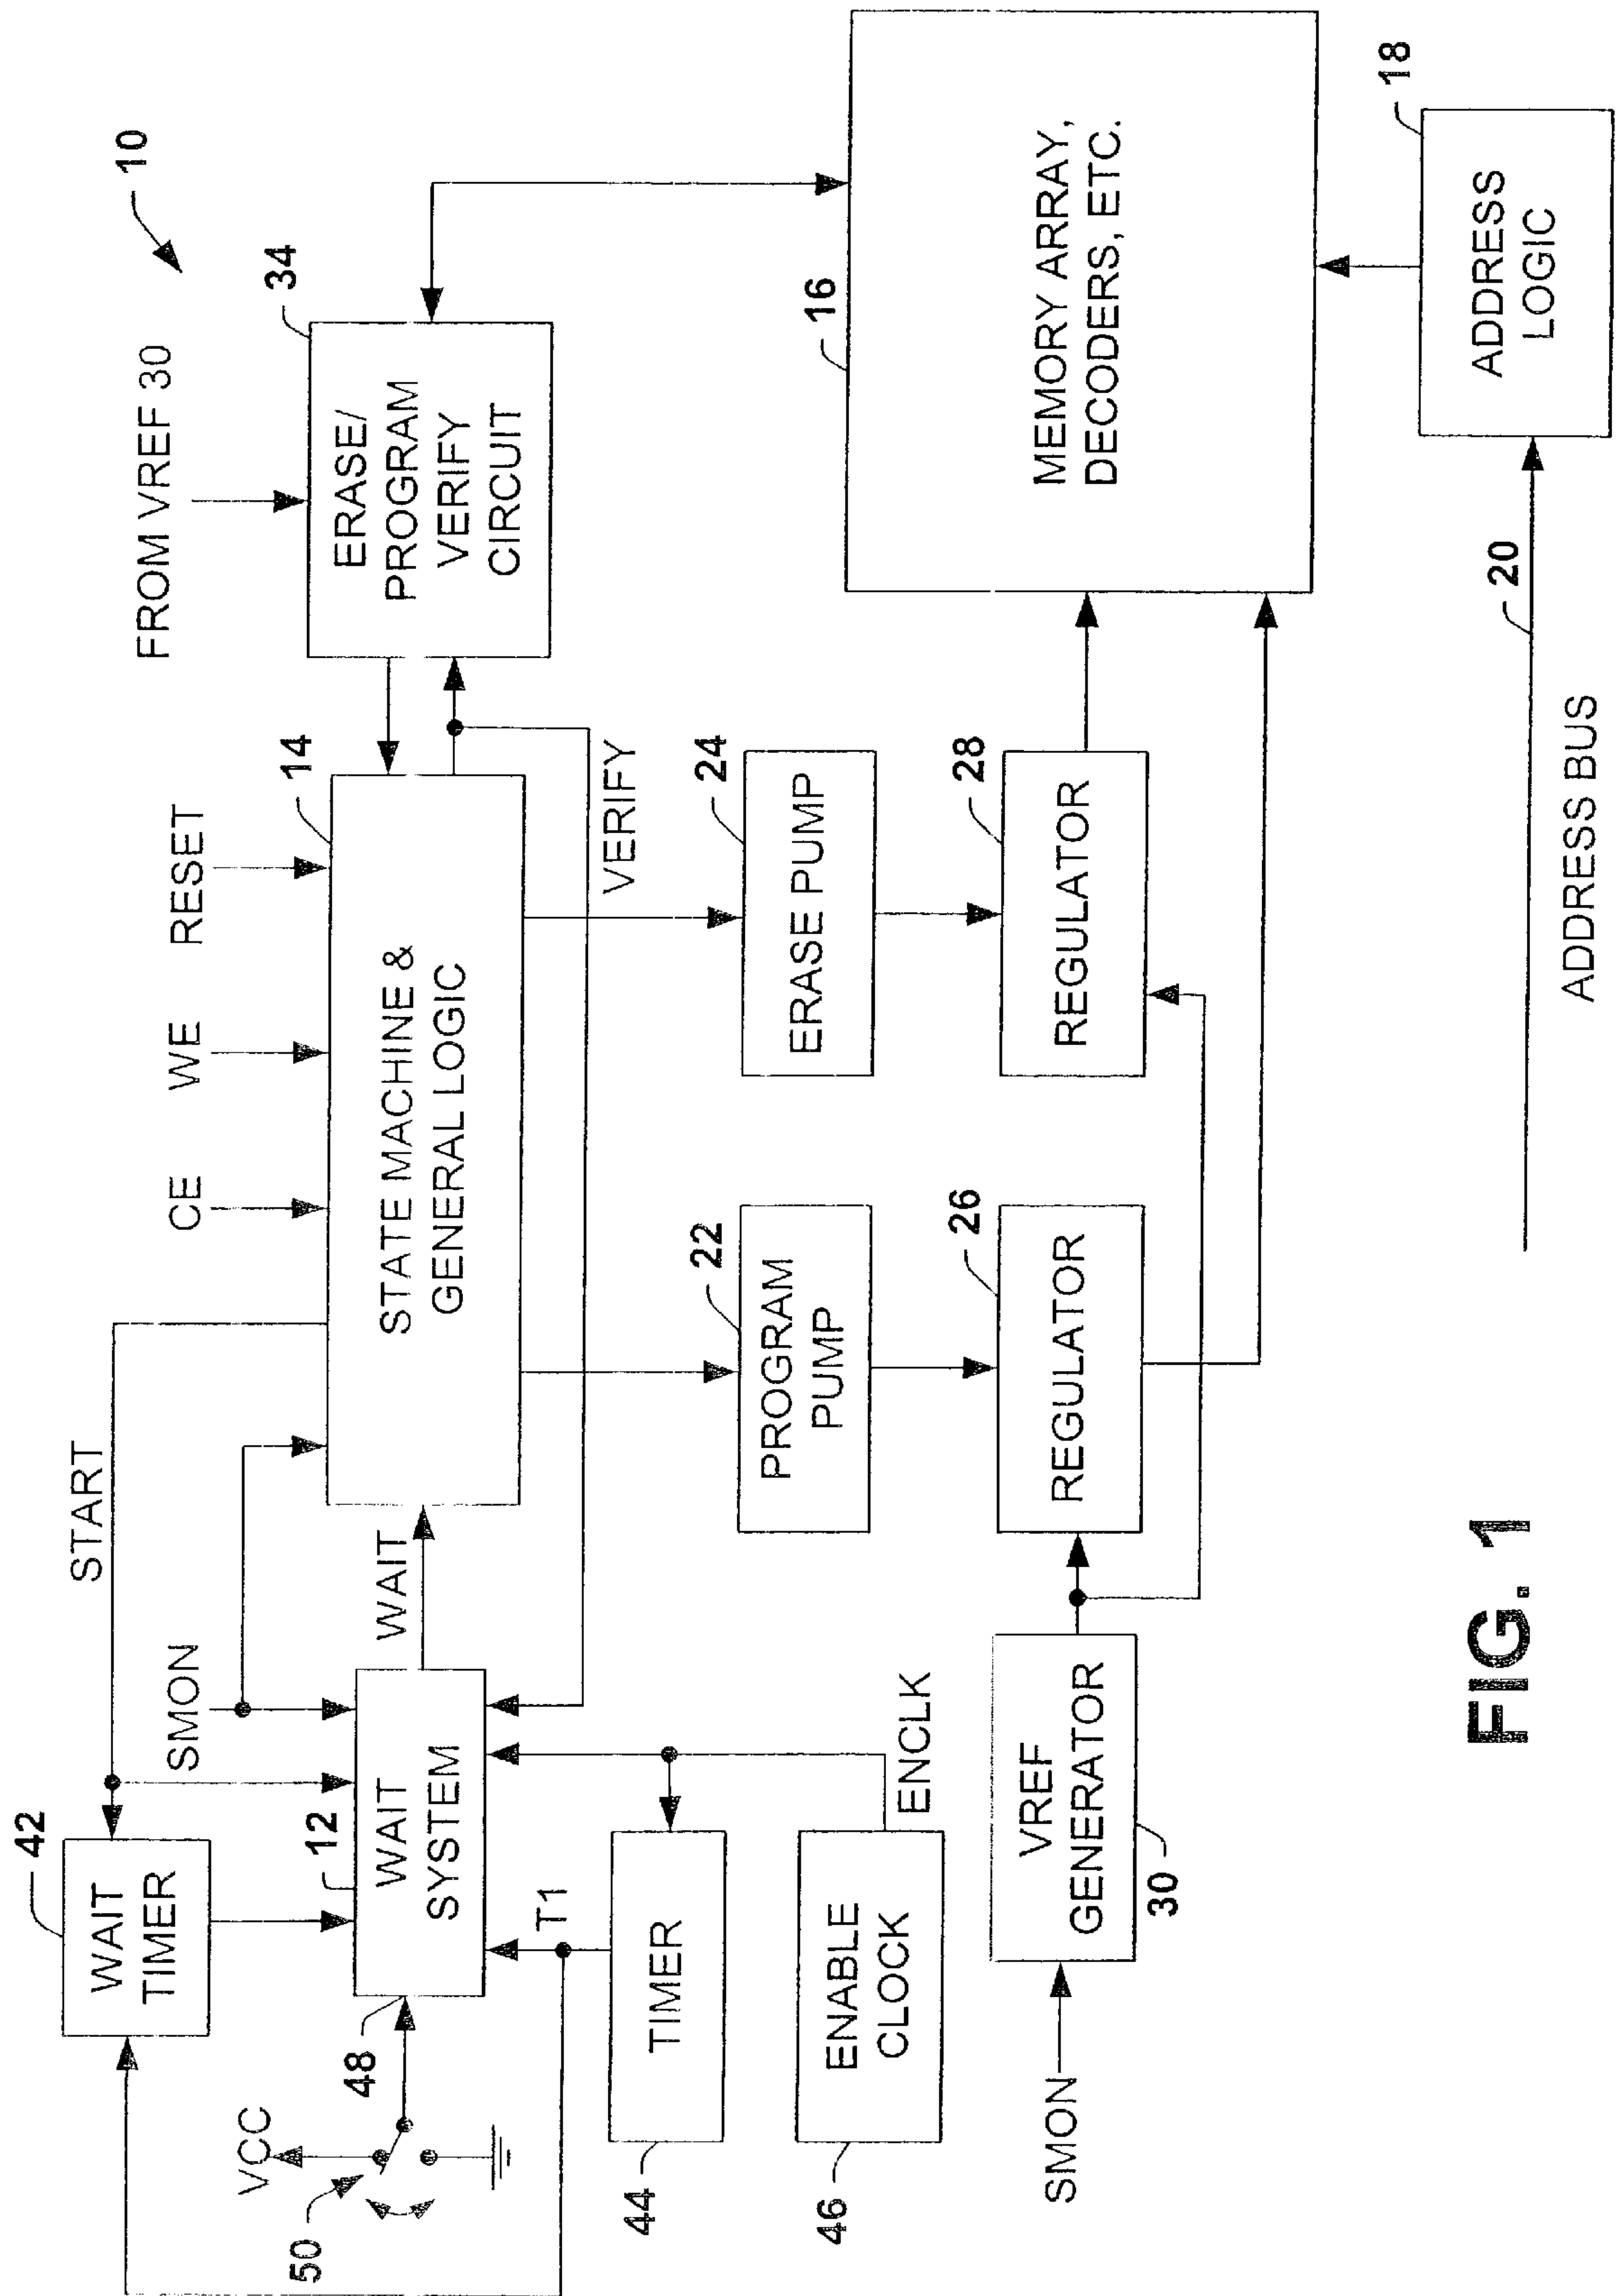 10
FROM VREF 30
34
ERASE/
PROGRAM
VERIFY
CIRCUIT
CE
WE
RESET
14
STATE MACHINE &
GENERAL LOGIC
START
SMON
42
WAIT
TIMER
12
WAIT
SYSTEM
WAIT
VERIFY
VCC
50
48
T1
44
TIMER
46
ENABLE
CLOCK
ENCLK
22
PROGRAM
PUMP
24
ERASE PUMP
26
REGULATOR
28
REGULATOR
SMON
VREF
GENERATOR
30
16
MEMORY ARRAY,
DECODERS, ETC.
18
ADDRESS
LOGIC
20
ADDRESS BUS
FIG. 1